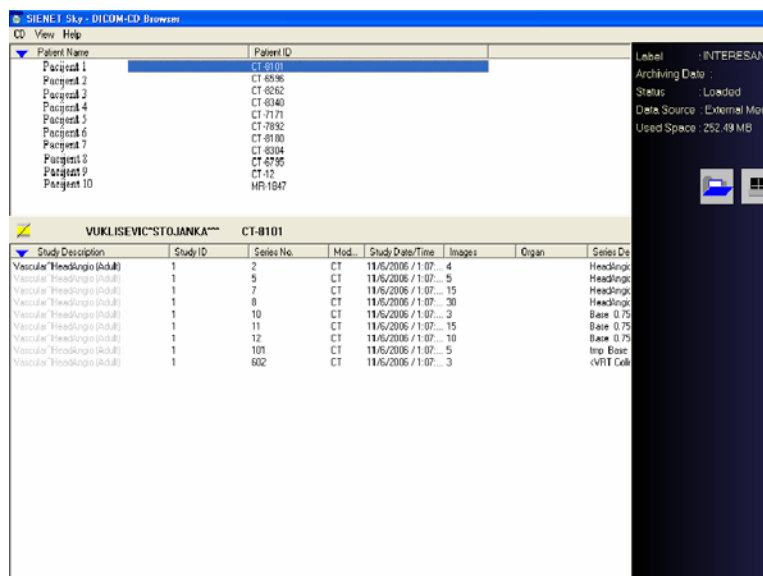 SIENET Sky - DICOM-CD Browser
CD View Help
Patient Name Patient ID
Pacijent 1 CT-8101
Pacijent 2 CT-6596
Pacijent 3 CT-8262
Pacijent 4 CT-8340
Pacijent 5 CT-7171
Pacijent 6 CT-7892
Pacijent 7 CT-8180
Pacijent 8 CT-8304
Pacijent 9 CT-6795
Pacijent 10 CT-12
MR-1847
Label :INTERESAN
Archiving Date :
Status :Loaded
Data Source :External Med
Used Space :252.49 MB
VUKLISEVIC^STOJANKA^^^ CT-8101
Study Description Study ID Series No. Mod... Study Date/Time Images Organ Series De
Vascular^HeadAngio (Adult) 1 2 CT 11/6/2006 / 1:07:... 4 HeadAngic
Vascular^HeadAngio (Adult) 1 5 CT 11/6/2006 / 1:07:... 5 HeadAngic
Vascular^HeadAngio (Adult) 1 7 CT 11/6/2006 / 1:07:... 15 HeadAngic
Vascular^HeadAngio (Adult) 1 8 CT 11/6/2006 / 1:07:... 30 HeadAngic
Vascular^HeadAngio (Adult) 1 10 CT 11/6/2006 / 1:07:... 3 Base 0.75
Vascular^HeadAngio (Adult) 1 11 CT 11/6/2006 / 1:07:... 15 Base 0.75
Vascular^HeadAngio (Adult) 1 12 CT 11/6/2006 / 1:07:... 10 Base 0.75
Vascular^HeadAngio (Adult) 1 101 CT 11/6/2006 / 1:07:... 5 tmp Base
Vascular^HeadAngio (Adult) 1 602 CT 11/6/2006 / 1:07:... 3 <VRT Colle